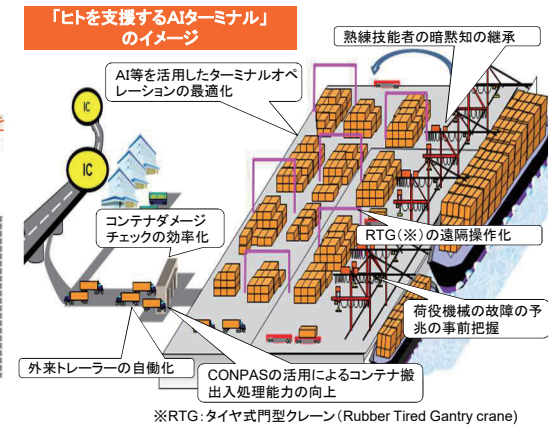 「ヒトを支援するAIターミナル」
のイメージ
熟練技能者の暗黙知の継承
AI等を活用したターミナルオペ
レーションの最適化
IC
IC
コンテナダメージ
チェックの効率化
RTG(※)の遠隔操作化
荷役機械の故障の予
兆の事前把握
外来トレーラーの自働化
CONPASの活用によるコンテナ搬
出入処理能力の向上
※RTG:タイヤ式門型クレーン(Rubber Tired Gantry crane)